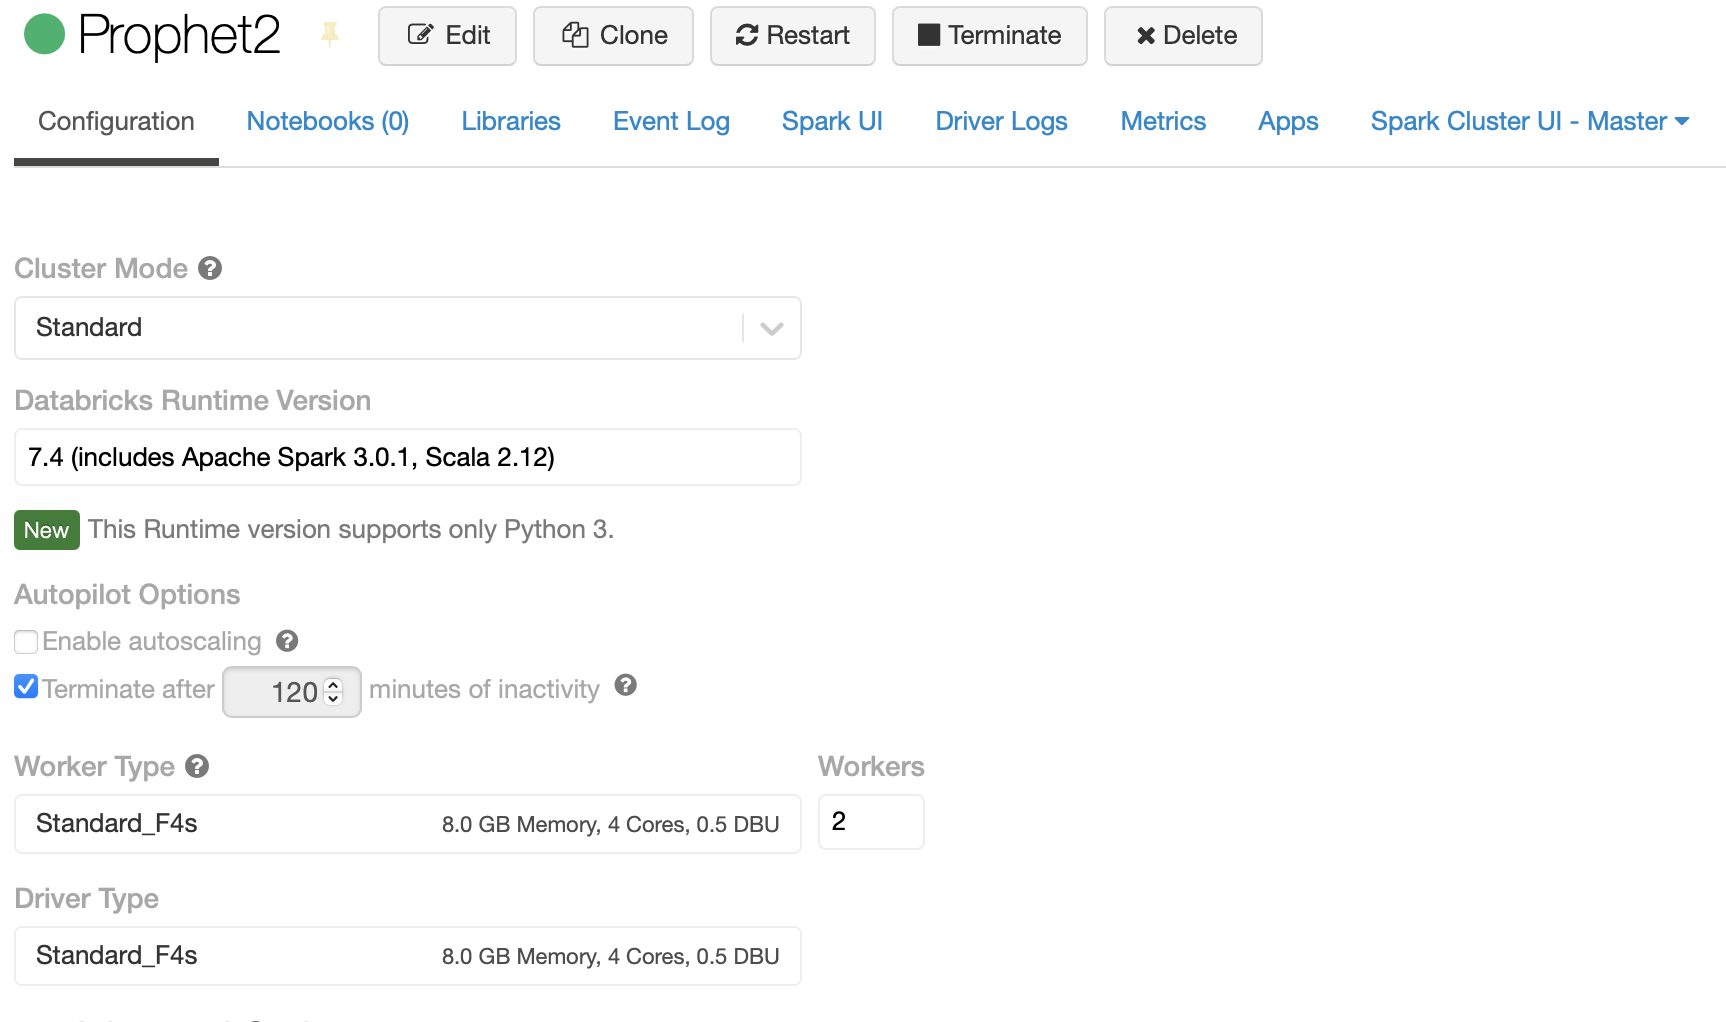 Prophet2 Edit Clone Restart Terminate Delete
Configuration Notebooks (0) Libraries Event Log Spark UI Driver Logs Metrics Apps Spark Cluster UI - Master
Cluster Mode
Standard
Databricks Runtime Version
7.4 (includes Apache Spark 3.0.1, Scala 2.12)
New This Runtime version supports only Python 3.
Autopilot Options
Enable autoscaling
Terminate after 120 minutes of inactivity
Worker Type Workers
Standard_F4s 8.0 GB Memory, 4 Cores, 0.5 DBU 2
Driver Type
Standard_F4s 8.0 GB Memory, 4 Cores, 0.5 DBU